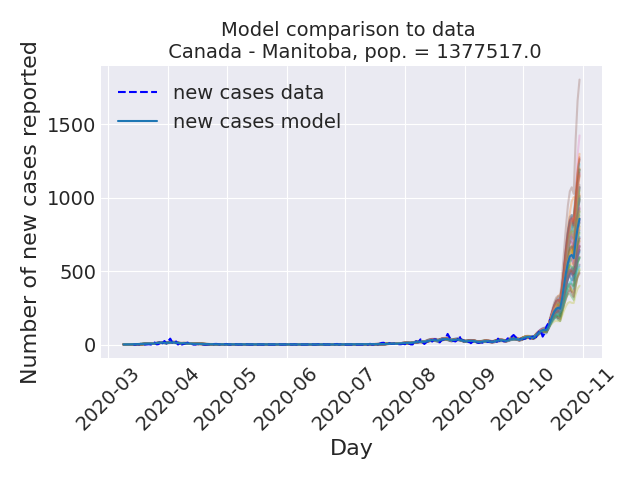 Model comparison to data
Canada - Manitoba, pop. = 1377517.0
Number of new cases reported
new cases data
new cases model
1500
1000
500
0
2020-03
2020-04
2020-05
2020-06
2020-07
2020-08
2020-09
2020-10
2020-11
Day